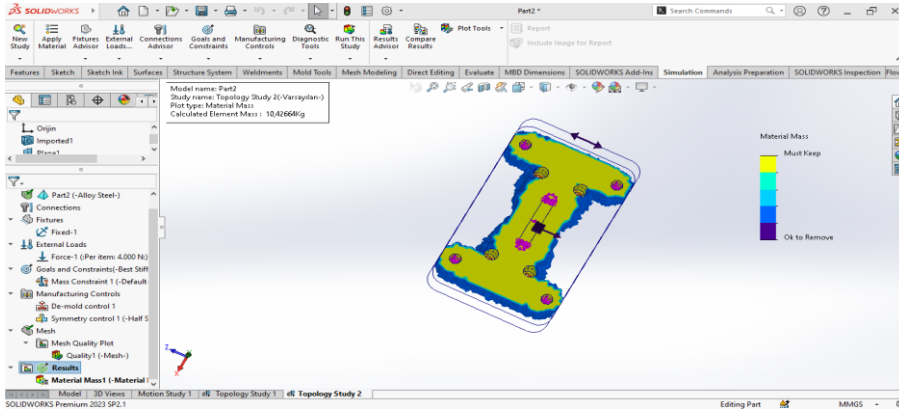 SOLIDWORKS
Part2 *
Search Commands
New Study
Apply Material
Fixtures Advisor
External Loads...
Connections Advisor
Goals and Constraints
Manufacturing Controls
Diagnostic Tools
Run This Study
Results Advisor
Compare Results
Plot Tools
Report
Include Image for Report
Features Sketch Sketch Ink Surfaces Structure System Weldments Mold Tools Mesh Modeling Direct Editing Evaluate MBD Dimensions SOLIDWORKS Add-Ins Simulation Analysis Preparation SOLIDWORKS Inspection Flow
Model name: Part2
Study name: Topology Study 2(-Varsayılan-)
Plot type: Material Mass
Calculated Element Mass : 10,42664Kg
Orijin
Imported1
Material Mass
Must Keep
Ok to Remove
Part2 (-Alloy Steel-)
Connections
Fixtures
Fixed-1
External Loads
Force-1 (:Per item: 4.000 N:)
Goals and Constraints(-Best Stiff
Mass Constraint 1 (-Default-
Manufacturing Controls
De-mold control 1
Symmetry control 1 (-Half S
Mesh
Mesh Quality Plot
Quality1 (-Mesh-)
Results
Material Mass1 (-Material
Z
X
Model 3D Views Motion Study 1 Topology Study 1 Topology Study 2
SOLIDWORKS Premium 2023 SP2.1
Editing Part
MMGS